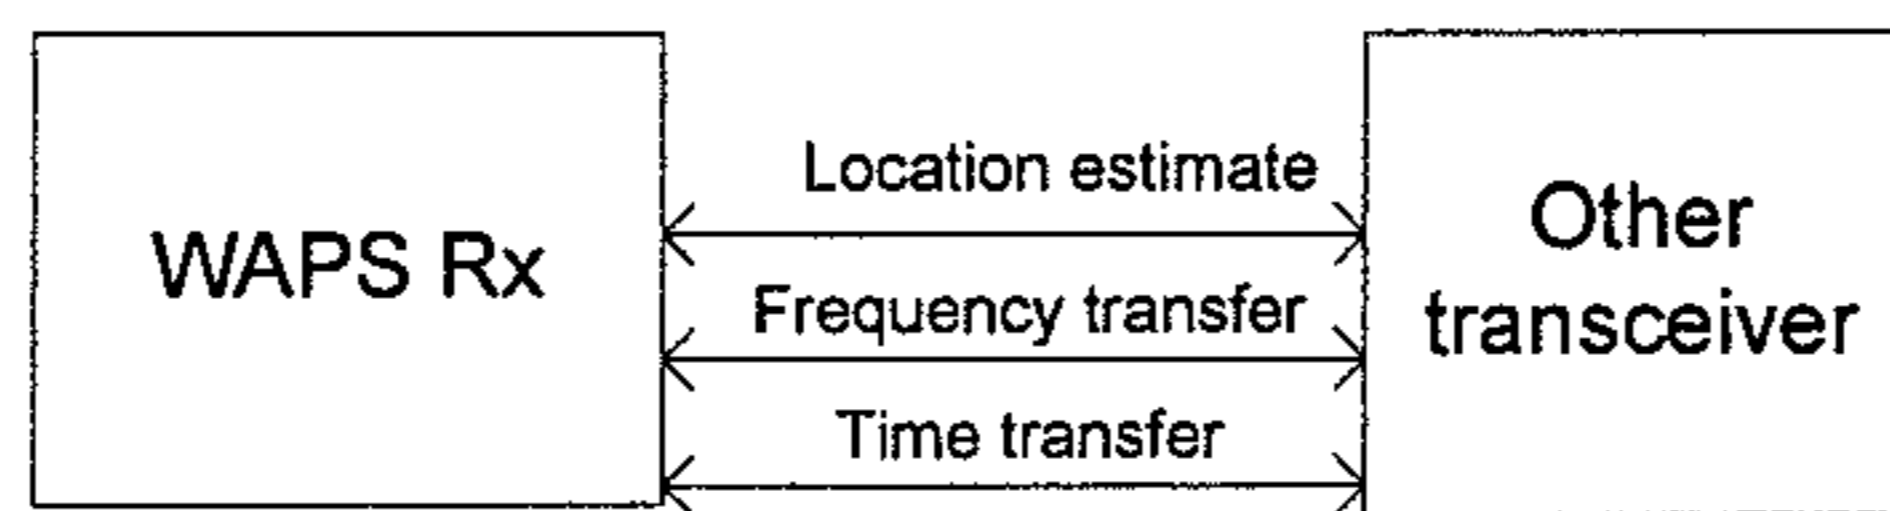 WAPS Rx
Location estimate
Frequency transfer
Time transfer
Other
transceiver